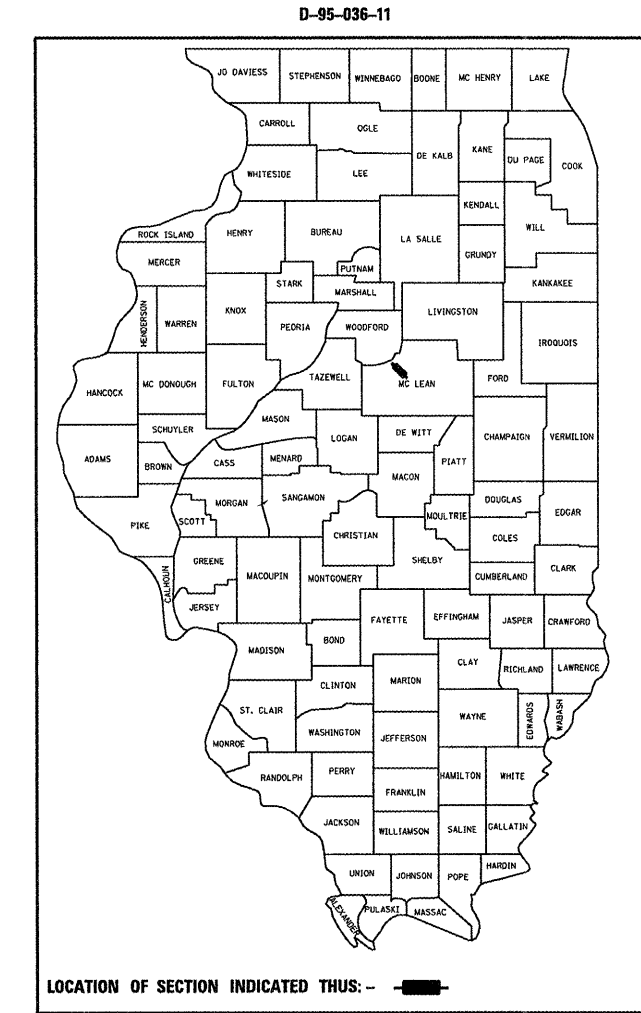 D-95-036-11
JO DAVIESS STEPHENSON WINNEBAGO BOONE MC HENRY LAKE
CARROLL OGLE DE KALB KANE DU PAGE COOK
WHITESIDE LEE
KENDALL WILL
ROCK ISLAND HENRY BUREAU LA SALLE GRUNDY
MERCER PUTNAM
STARK MARSHALL KANKAKEE
HENDERSON WARREN KNOX PEORIA WOODFORD LIVINGSTON IROQUOIS
HANCOCK MC DONOUGH FULTON TAZEWELL MC LEAN FORD
SCHUYLER MASON LOGAN DE WITT CHAMPAIGN VERMILION
ADAMS BROWN CASS MENARD MACON PIATT
PIKE SCOTT MORGAN SANGAMON CHRISTIAN MOULTRIE DOUGLAS EDGAR
COLES
GREENE MACOUPIN MONTGOMERY SHELBY CUMBERLAND CLARK
CALHOUN JERSEY FAYETTE EFFINGHAM JASPER CRAWFORD
MADISON BOND CLAY RICHLAND LAWRENCE
CLINTON MARION
ST. CLAIR WASHINGTON JEFFERSON WAYNE EDWARDS WABASH
MONROE
RANDOLPH PERRY FRANKLIN HAMILTON WHITE
JACKSON WILLIAMSON SALINE GALLATIN
UNION JOHNSON POPE HARDIN
ALEXANDER PULASKI MASSAC
LOCATION OF SECTION INDICATED THUS: -